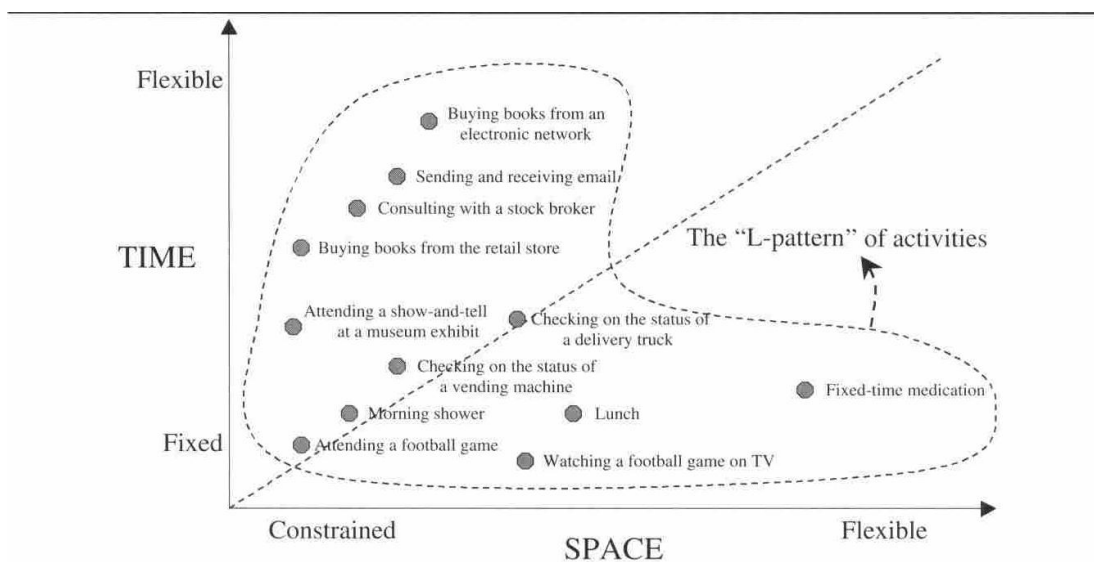 Flexible
Buying books from an
electronic network
Sending and receiving email
Consulting with a stock broker
TIME
Buying books from the retail store
The “L-pattern” of activities
Attending a show-and-tell
at a museum exhibit
Checking on the status of
a delivery truck
Checking on the status of
a vending machine
Fixed-time medication
Morning shower
Lunch
Fixed
Attending a football game
Watching a football game on TV
Constrained
SPACE
Flexible